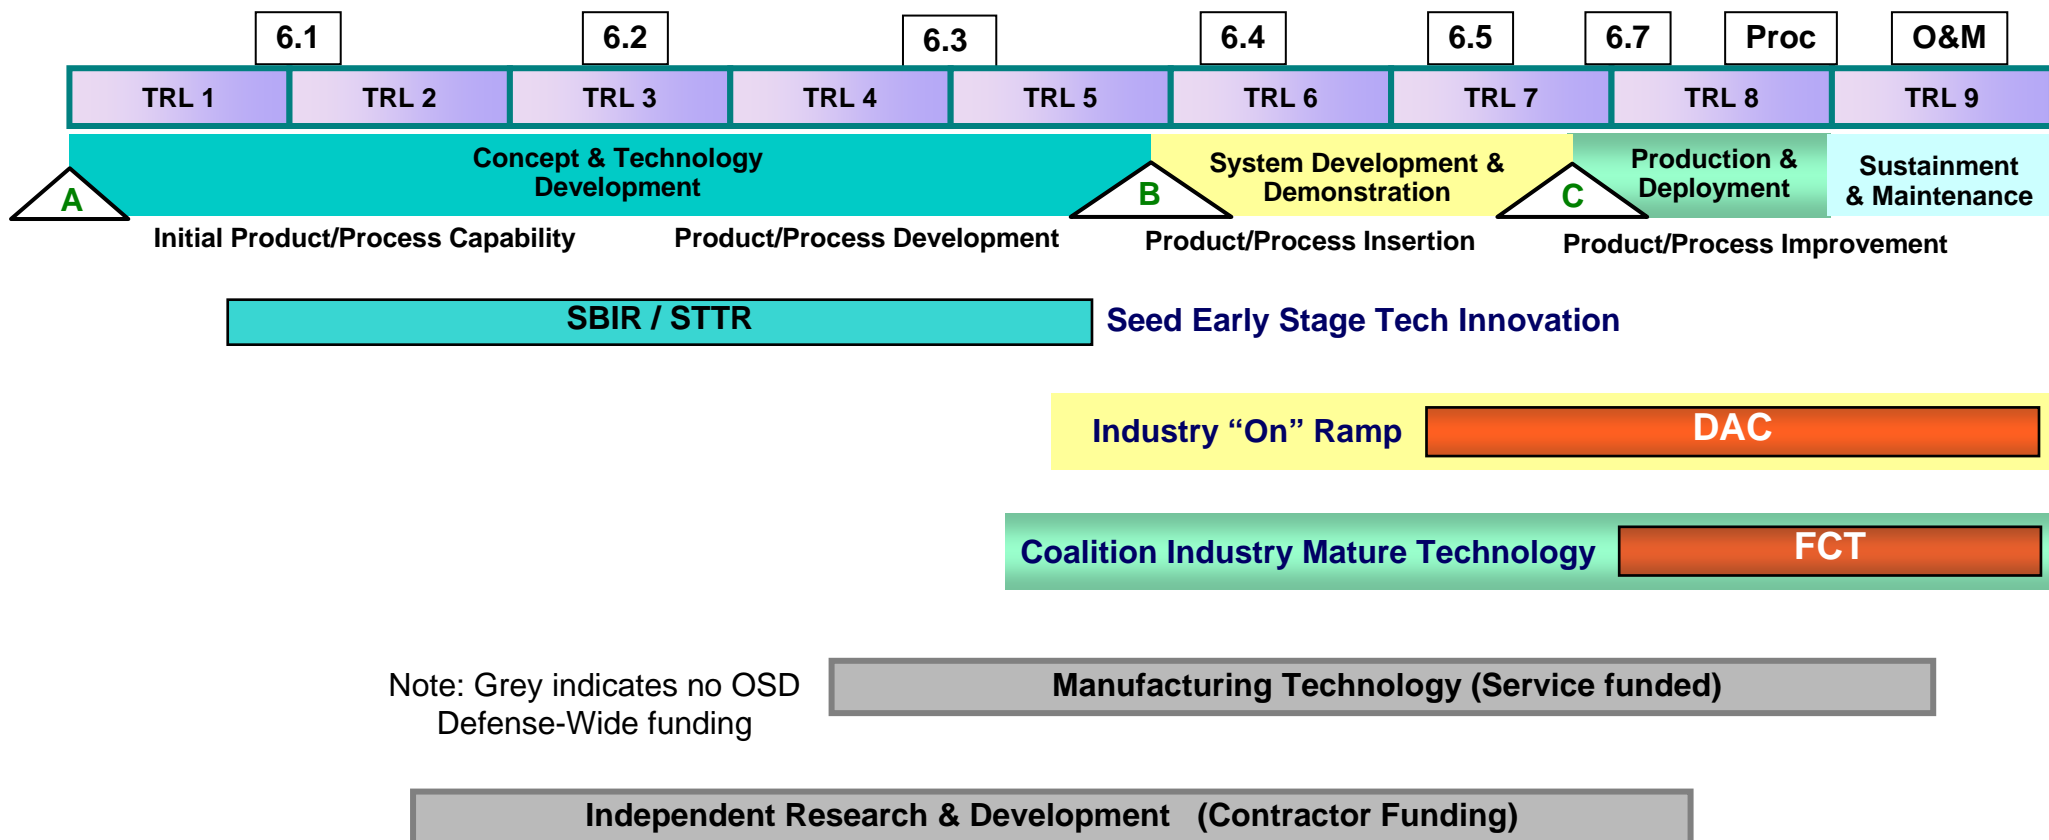 6.1 6.2 6.3 6.4 6.5 6.7 Proc O&M
TRL 1 TRL 2 TRL 3 TRL 4 TRL 5 TRL 6 TRL 7 TRL 8 TRL 9
Concept & Technology
Development
System Development &
Demonstration
Production &
Deployment
Sustainment
& Maintenance
A
B
C
Initial Product/Process Capability
Product/Process Development
Product/Process Insertion
Product/Process Improvement
SBIR / STTR
Seed Early Stage Tech Innovation
Industry “On” Ramp
DAC
Coalition Industry Mature Technology
FCT
Note: Grey indicates no OSD
Defense-Wide funding
Manufacturing Technology (Service funded)
Independent Research & Development (Contractor Funding)